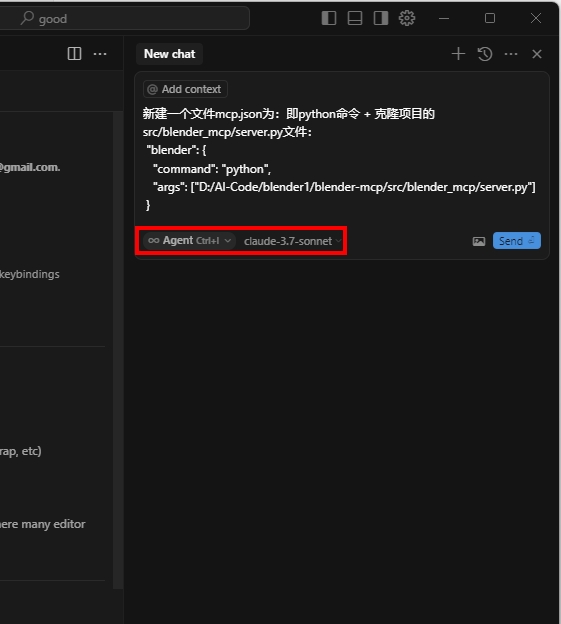 good
New chat
@ Add context
新建一个文件mcp.json为：即python命令 + 克隆项目的
src/blender_mcp/server.py文件：
"blender": {
"command": "python",
"args": ["D:/AI-Code/blender1/blender-mcp/src/blender_mcp/server.py"]
}
Agent Ctrl+I claude-3.7-sonnet Send
@gmail.com.
keybindings
rap, etc)
here many editor